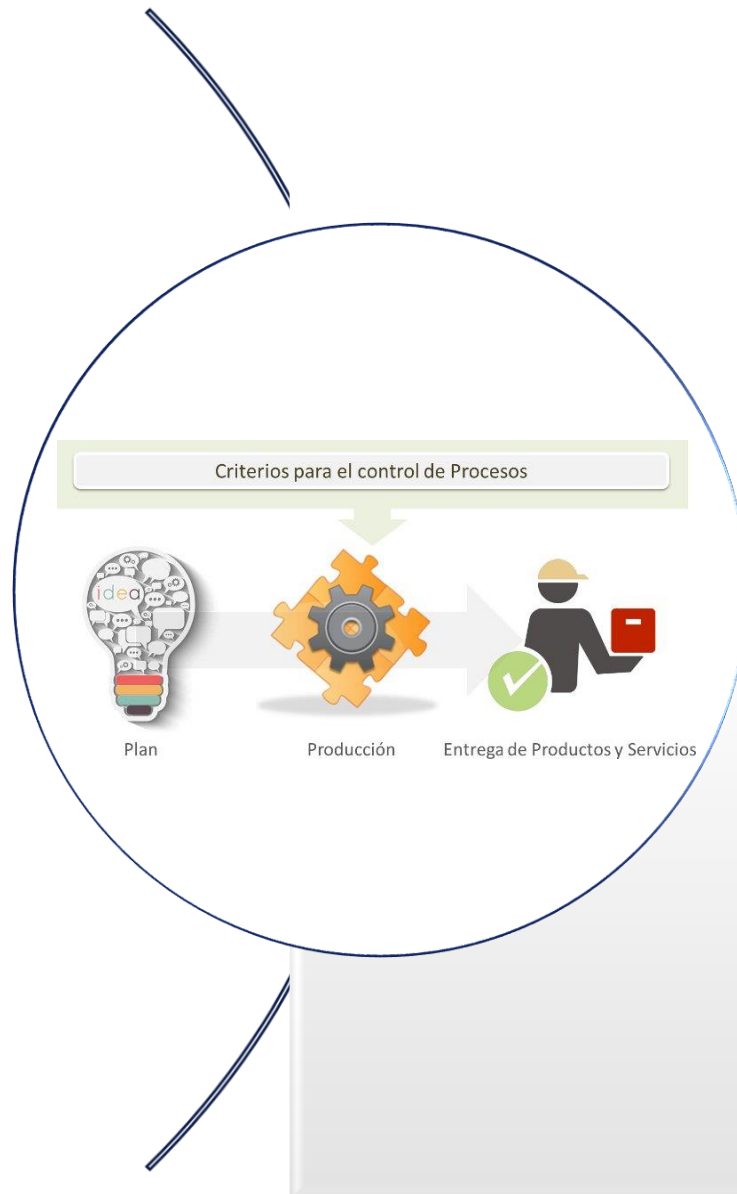 Criterios para el control de Procesos
idea
Plan
Producción
Entrega de Productos y Servicios